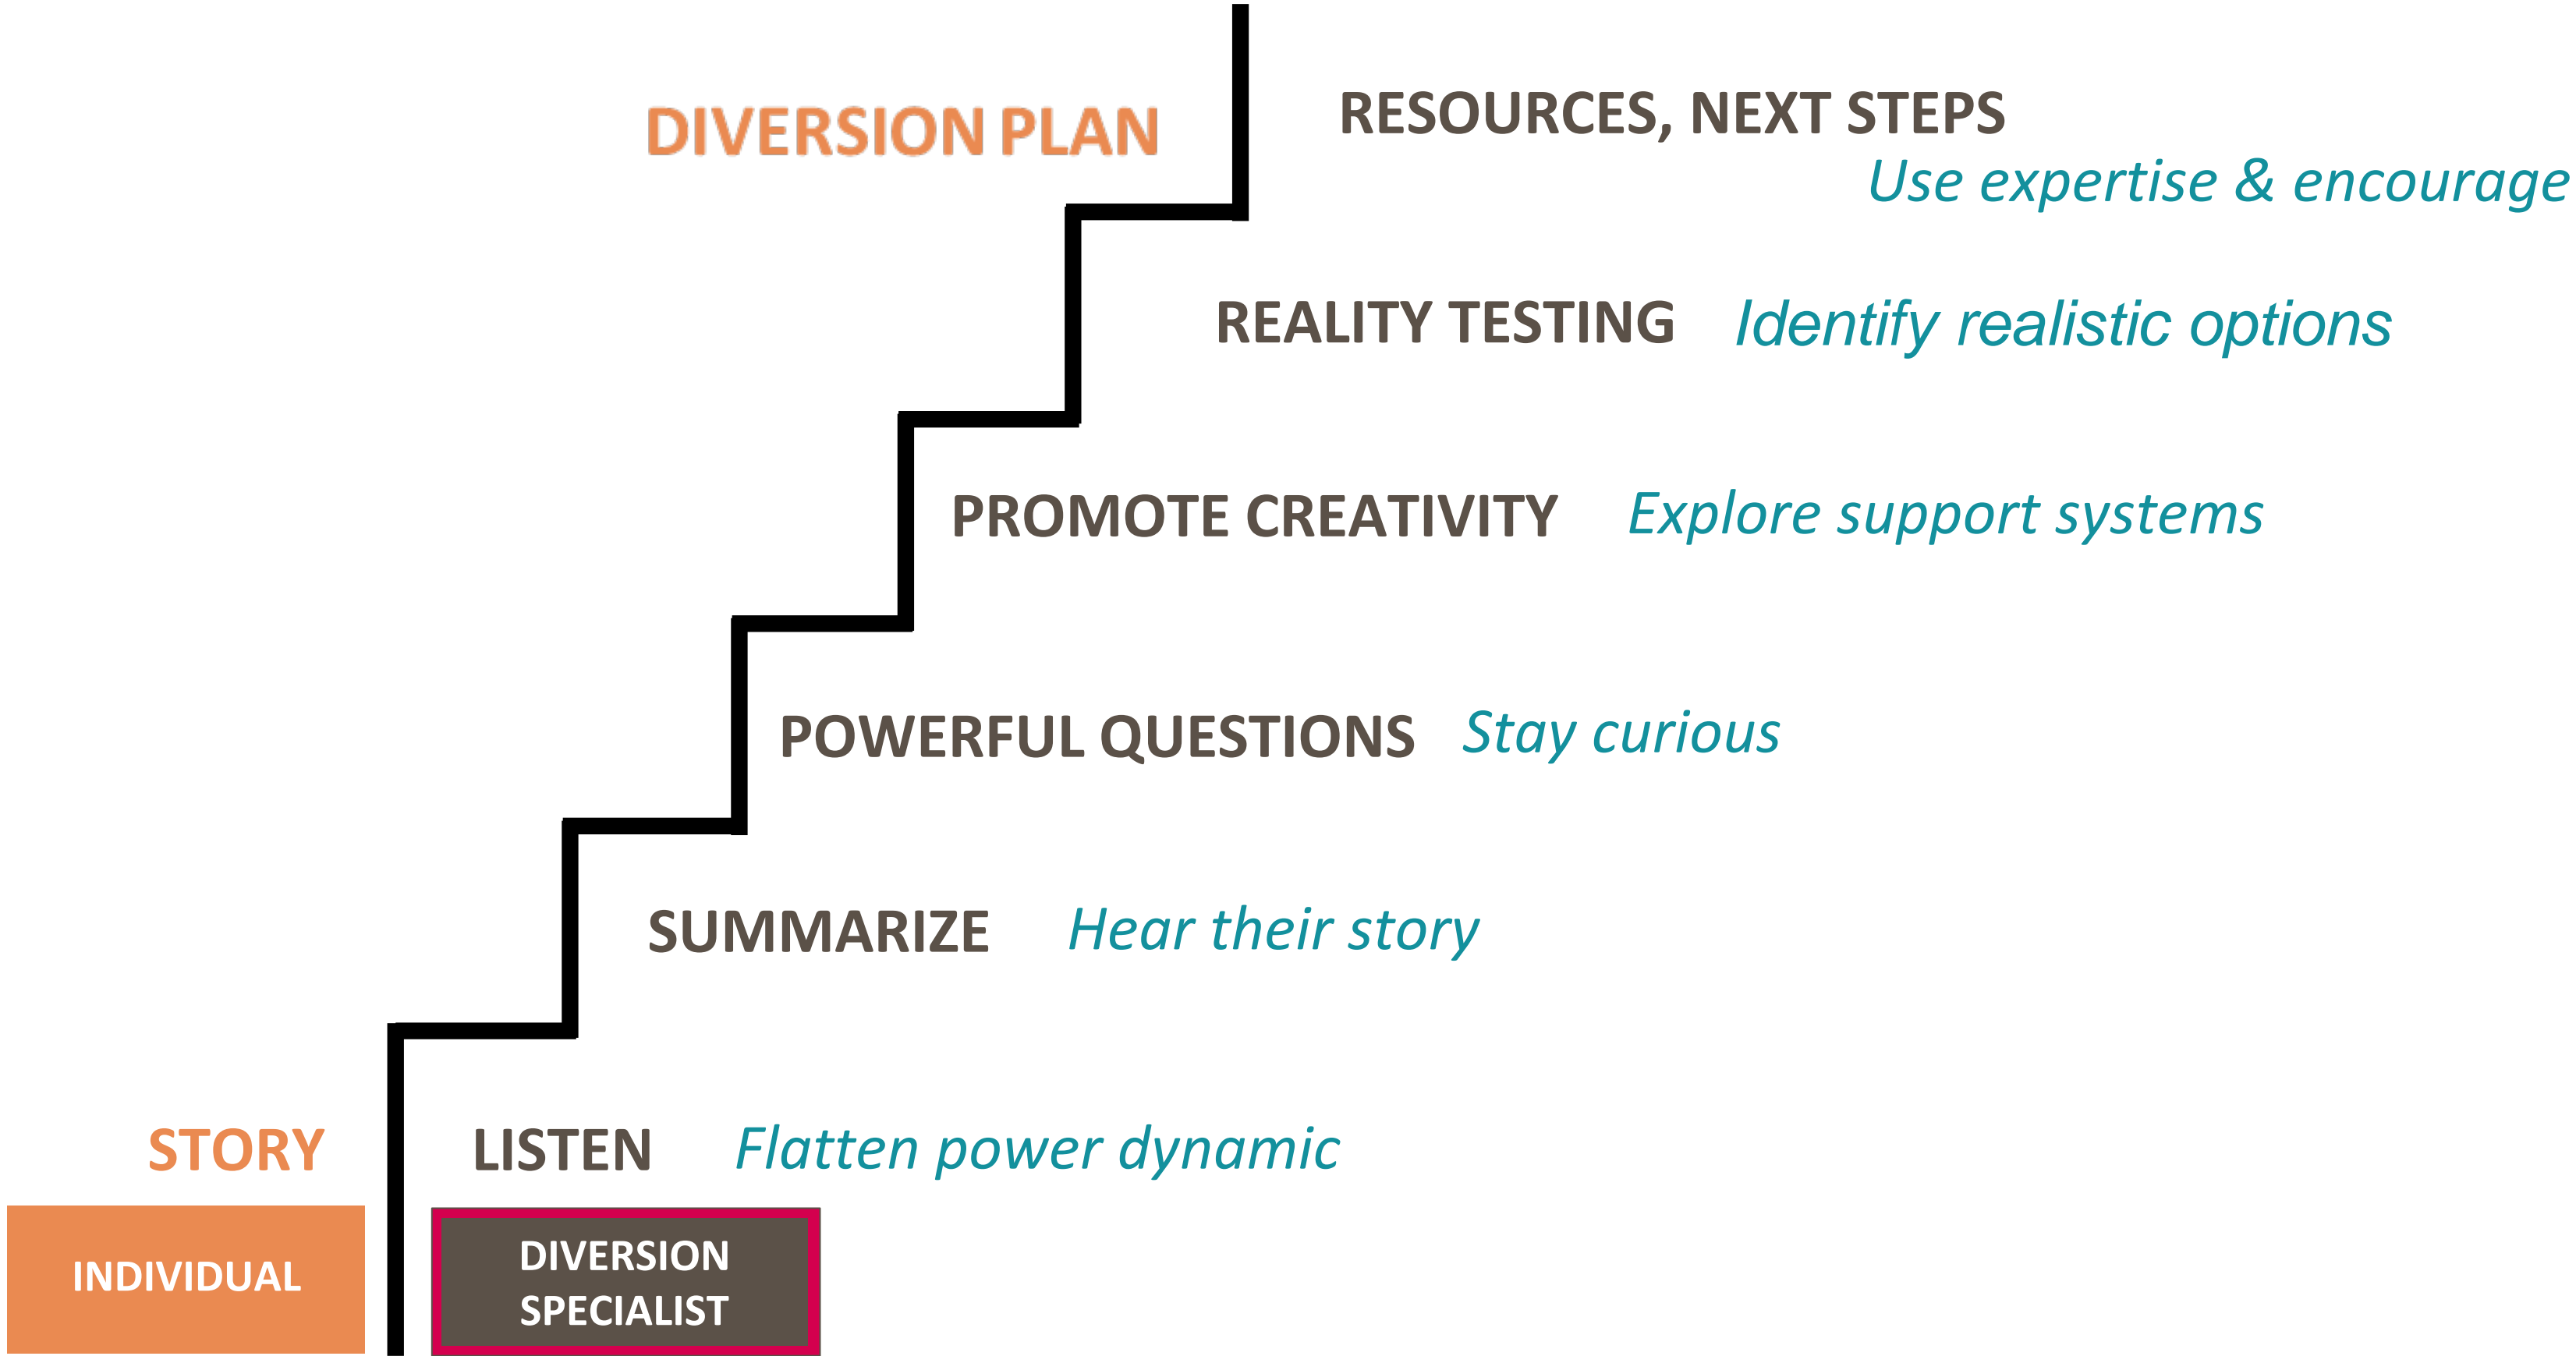 DIVERSION PLAN
RESOURCES, NEXT STEPS
Use expertise & encourage
REALITY TESTING Identify realistic options
PROMOTE CREATIVITY Explore support systems
POWERFUL QUESTIONS Stay curious
SUMMARIZE Hear their story
STORY LISTEN Flatten power dynamic
INDIVIDUAL
DIVERSION
SPECIALIST